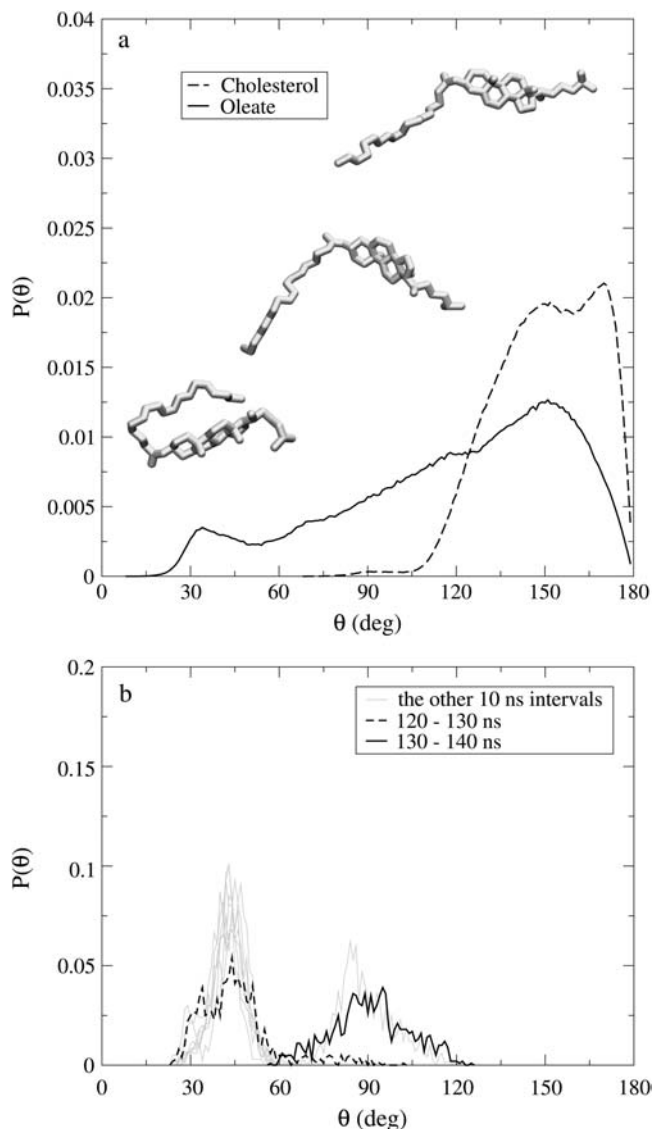 0.04
a
Cholesterol
Oleate
0.035
0.03
0.025
P(θ)
0.02
0.015
0.01
0.005
0
0 30 60 90 120 150 180
θ (deg)
0.2
b
the other 10 ns intervals
120 - 130 ns
130 - 140 ns
0.15
P(θ)
0.1
0.05
0
0 30 60 90 120 150 180
θ (deg)